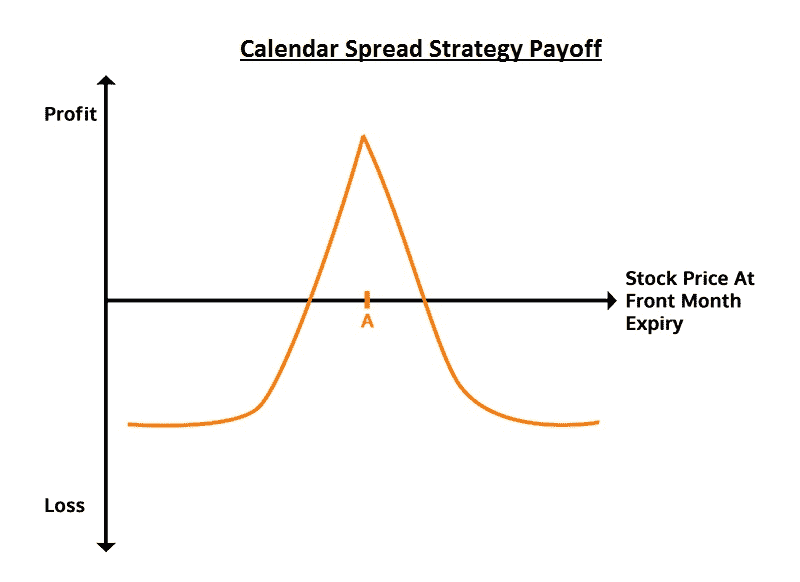 Calendar Spread Strategy Payoff
Profit
Stock Price At
Front Month
Expiry
A
Loss